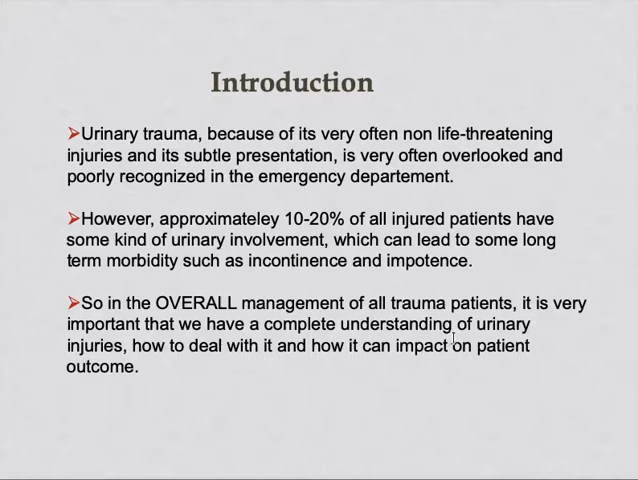 Introduction
➢Urinary trauma, because of its very often non life-threatening
injuries and its subtle presentation, is very often overlooked and
poorly recognized in the emergency departement.
➢However, approximateley 10-20% of all injured patients have
some kind of urinary involvement, which can lead to some long
term morbidity such as incontinence and impotence.
➢So in the OVERALL management of all trauma patients, it is very
important that we have a complete understanding of urinary
injuries, how to deal with it and how it can impact on patient
outcome.